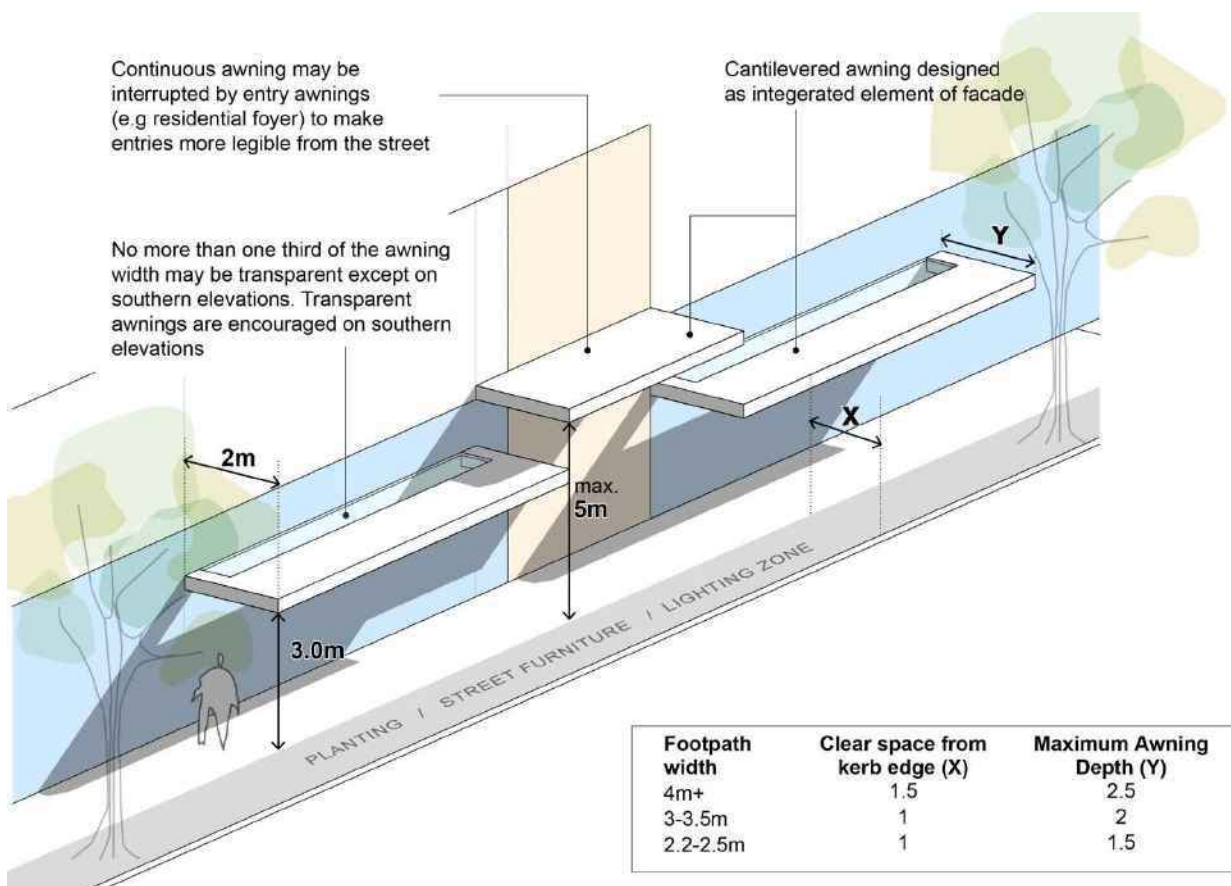 Continuous awning may be
interrupted by entry awnings
(e.g residential foyer) to make
entries more legible from the street
Cantilevered awning designed
as integerated element of facade
No more than one third of the awning
width may be transparent except on
southern elevations. Transparent
awnings are encouraged on southern
elevations
Y
X
2m
max.
5m
3.0m
PLANTING / STREET FURNITURE / LIGHTING ZONE
Footpath width Clear space from kerb edge (X) Maximum Awning Depth (Y)
4m+ 1.5 2.5
3-3.5m 1 2
2.2-2.5m 1 1.5